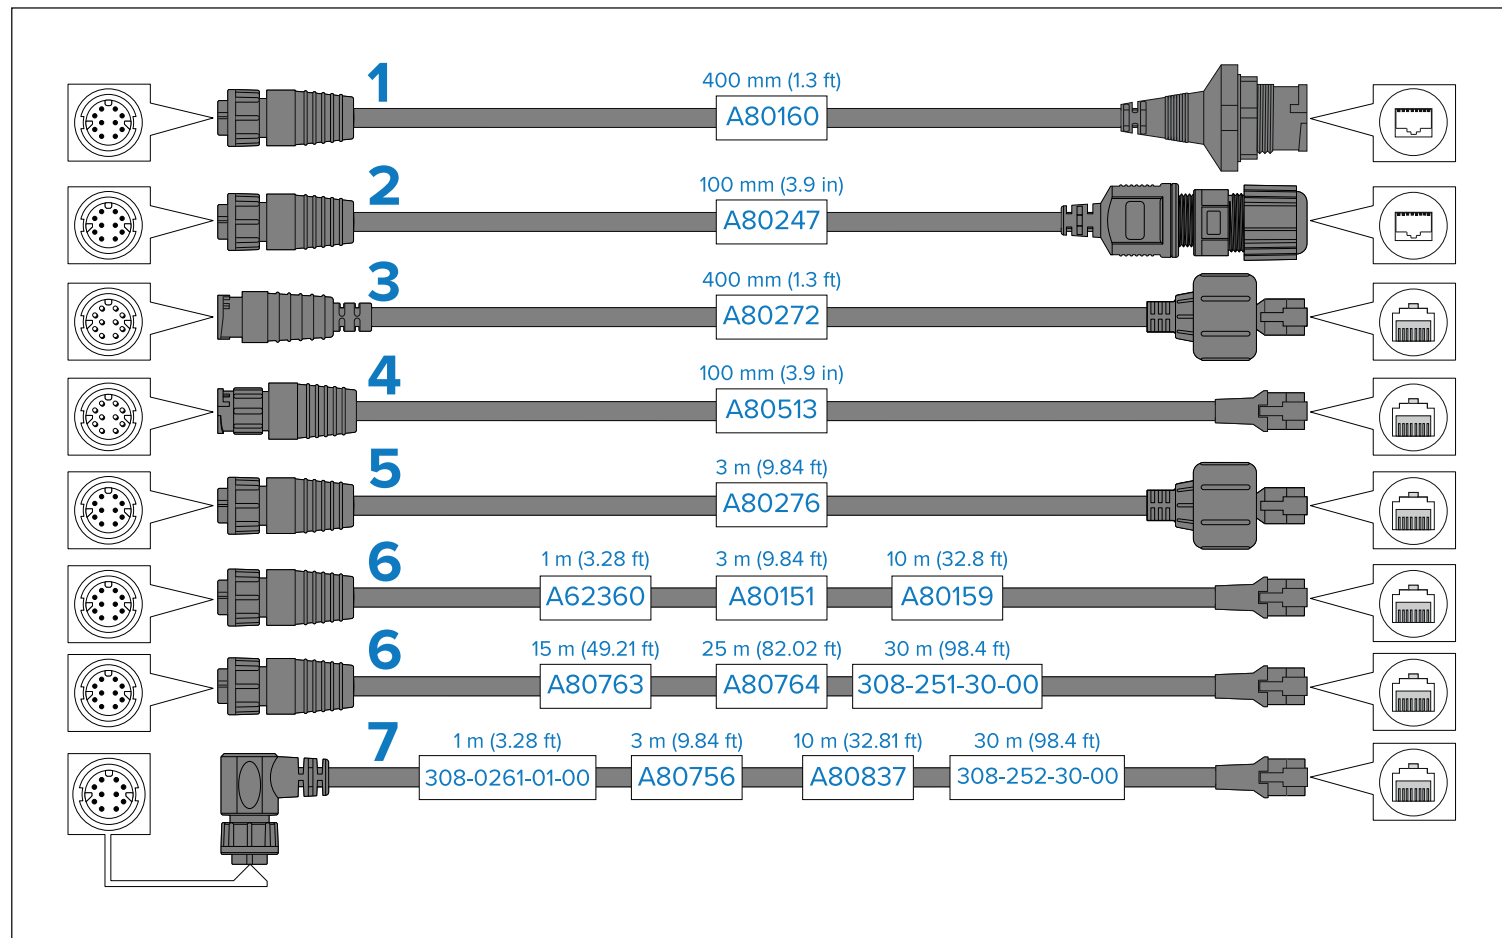 1
400 mm (1.3 ft)
A80160
2
100 mm (3.9 in)
A80247
3
400 mm (1.3 ft)
A80272
4
100 mm (3.9 in)
A80513
5
3 m (9.84 ft)
A80276
6
1 m (3.28 ft) 3 m (9.84 ft) 10 m (32.8 ft)
A62360 A80151 A80159
6
15 m (49.21 ft) 25 m (82.02 ft) 30 m (98.4 ft)
A80763 A80764 308-251-30-00
7
1 m (3.28 ft) 3 m (9.84 ft) 10 m (32.81 ft) 30 m (98.4 ft)
308-0261-01-00 A80756 A80837 308-252-30-00